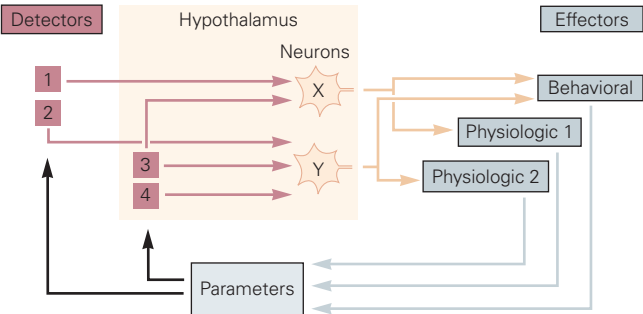 Detectors
Hypothalamus
Effectors
Neurons
1
X
Behavioral
2
Physiologic 1
3
Y
Physiologic 2
4
Parameters